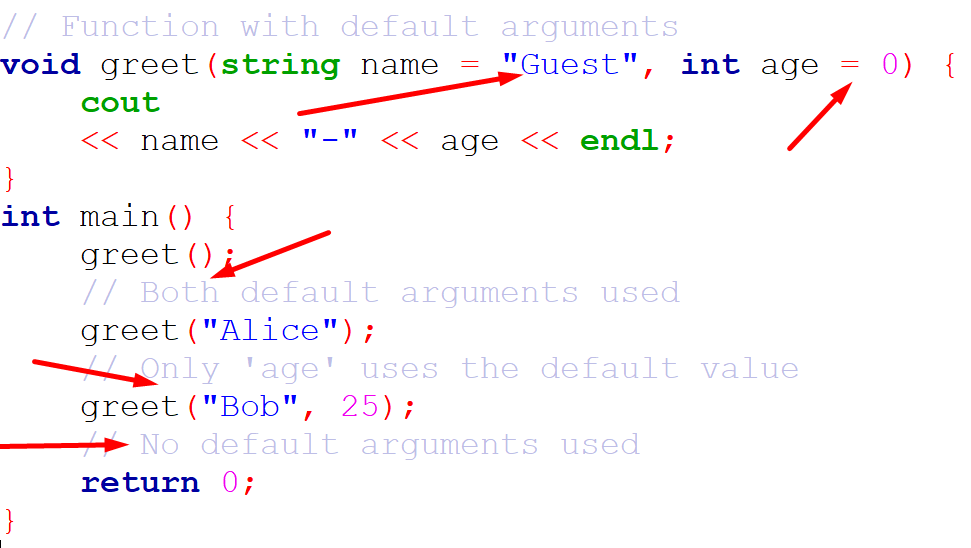 // Function with default arguments
void greet(string name = "Guest", int age = 0) {
    cout
    << name << "-" << age << endl;
}
int main() {
    greet();
    // Both default arguments used
    greet("Alice");
    // Only 'age' uses the default value
    greet("Bob", 25);
    // No default arguments used
    return 0;
}